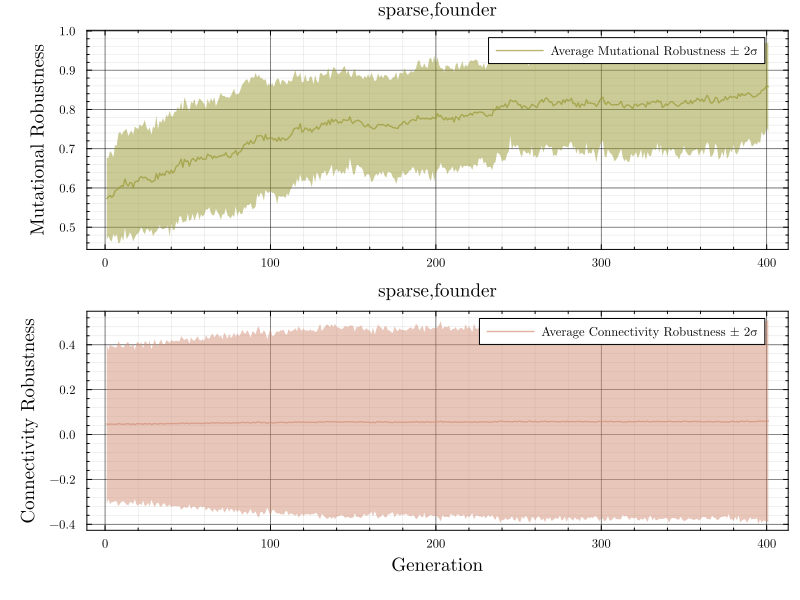 sparse,founder
Mutational Robustness
Average Mutational Robustness ± 2σ
1.0
0.9
0.8
0.7
0.6
0.5
0 100 200 300 400
sparse,founder
Connectivity Robustness
Average Connectivity Robustness ± 2σ
0.4
0.2
0.0
−0.2
−0.4
0 100 200 300 400
Generation